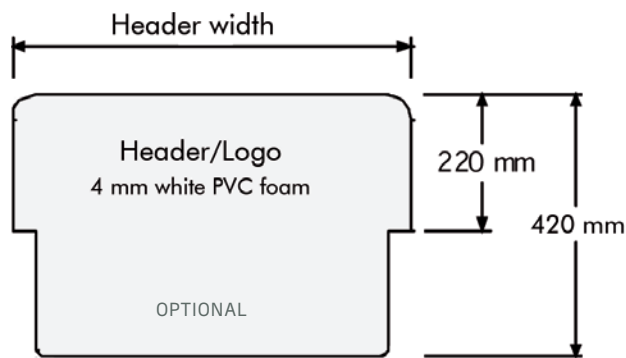 Header width
Header/Logo
4 mm white PVC foam
220 mm
420 mm
OPTIONAL